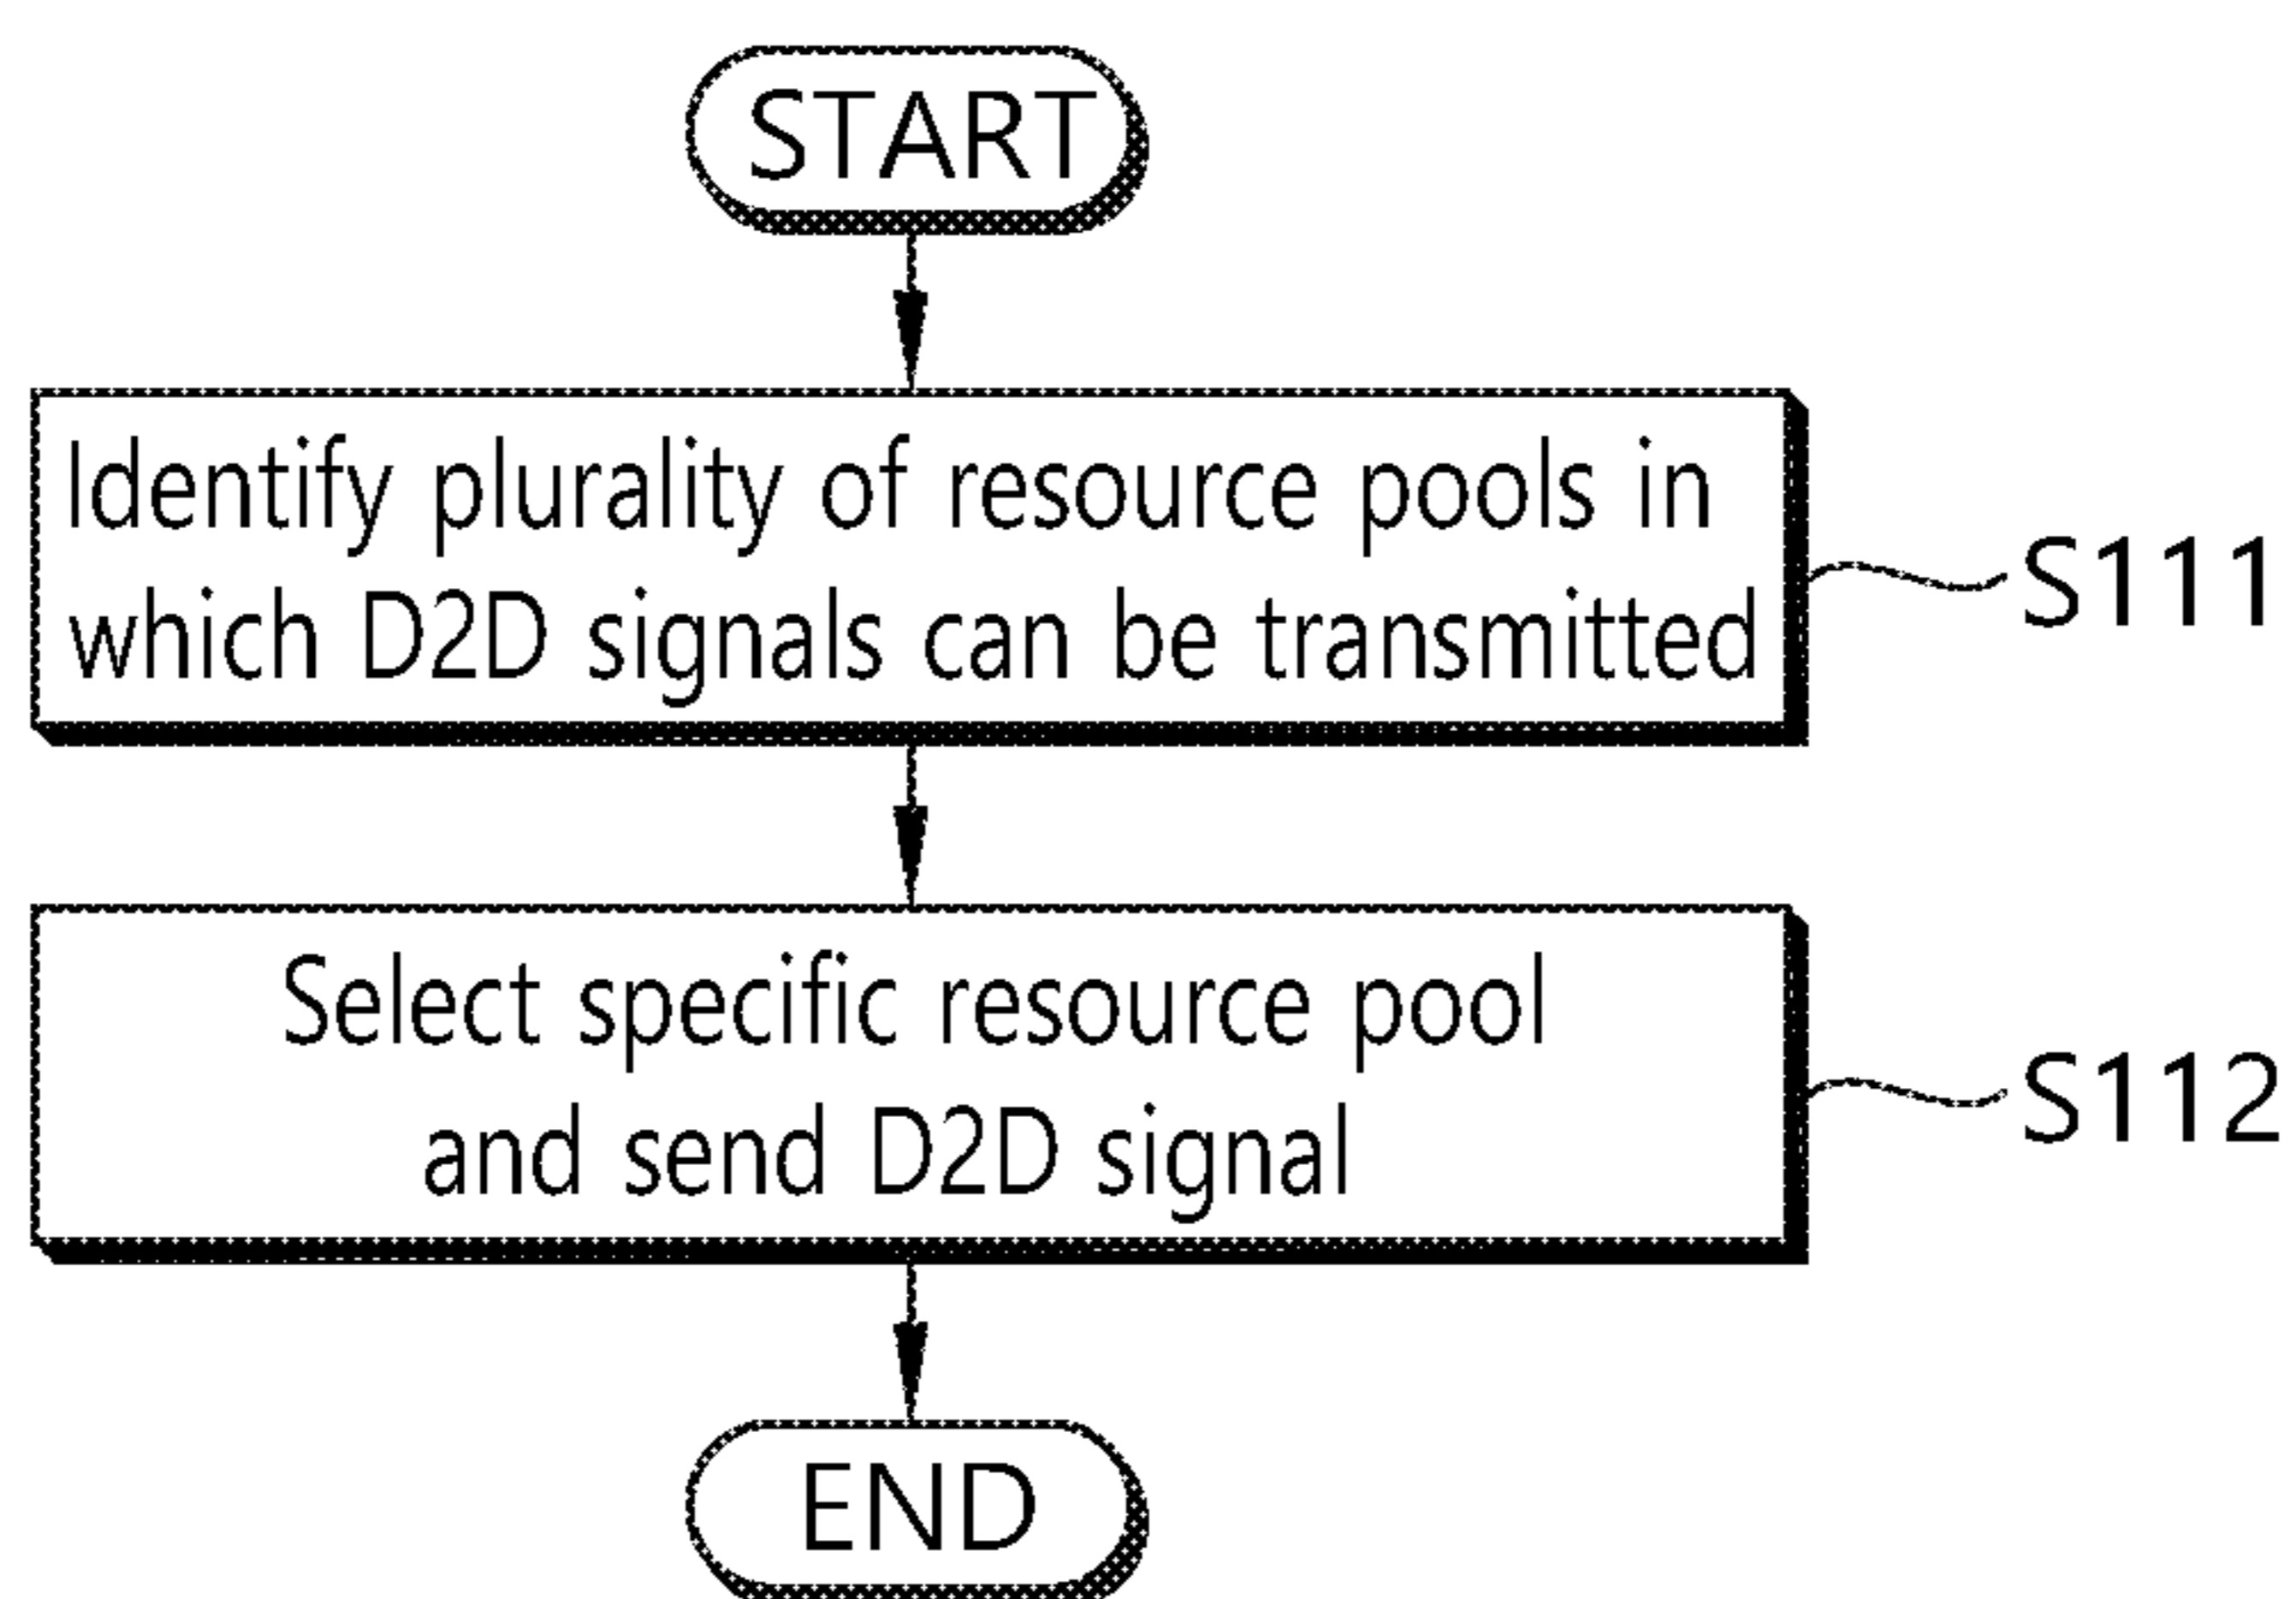 START
Identify plurality of resource pools in
which D2D signals can be transmitted
S111
Select specific resource pool
and send D2D signal
S112
END